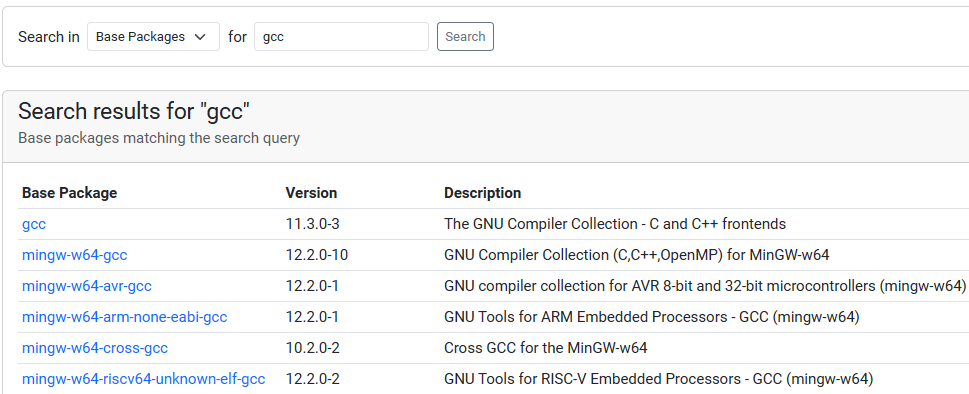 Search in Base Packages for gcc Search
Search results for "gcc"
Base packages matching the search query
Base Package Version Description
gcc 11.3.0-3 The GNU Compiler Collection - C and C++ frontends
mingw-w64-gcc 12.2.0-10 GNU Compiler Collection (C,C++,OpenMP) for MinGW-w64
mingw-w64-avr-gcc 12.2.0-1 GNU compiler collection for AVR 8-bit and 32-bit microcontrollers (mingw-w64)
mingw-w64-arm-none-eabi-gcc 12.2.0-1 GNU Tools for ARM Embedded Processors - GCC (mingw-w64)
mingw-w64-cross-gcc 10.2.0-2 Cross GCC for the MinGW-w64
mingw-w64-riscv64-unknown-elf-gcc 12.2.0-2 GNU Tools for RISC-V Embedded Processors - GCC (mingw-w64)